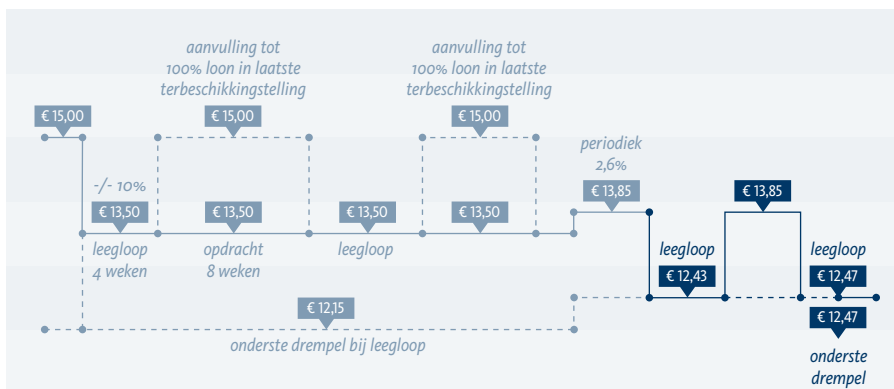 aanvulling tot
100% loon in laatste
terbeschikkingstelling
aanvulling tot
100% loon in laatste
terbeschikkingstelling
€ 15,00
€ 15,00
€ 15,00
periodiek
2,6%
-/- 10%
€ 13,85
€ 13,85
€ 13,50
€ 13,50
€ 13,50
€ 13,50
leegloop
4 weken
opdracht
8 weken
leegloop
leegloop
€ 12,43
leegloop
€ 12,47
€ 12,15
€ 12,47
onderste drempel bij leegloop
onderste
drempel